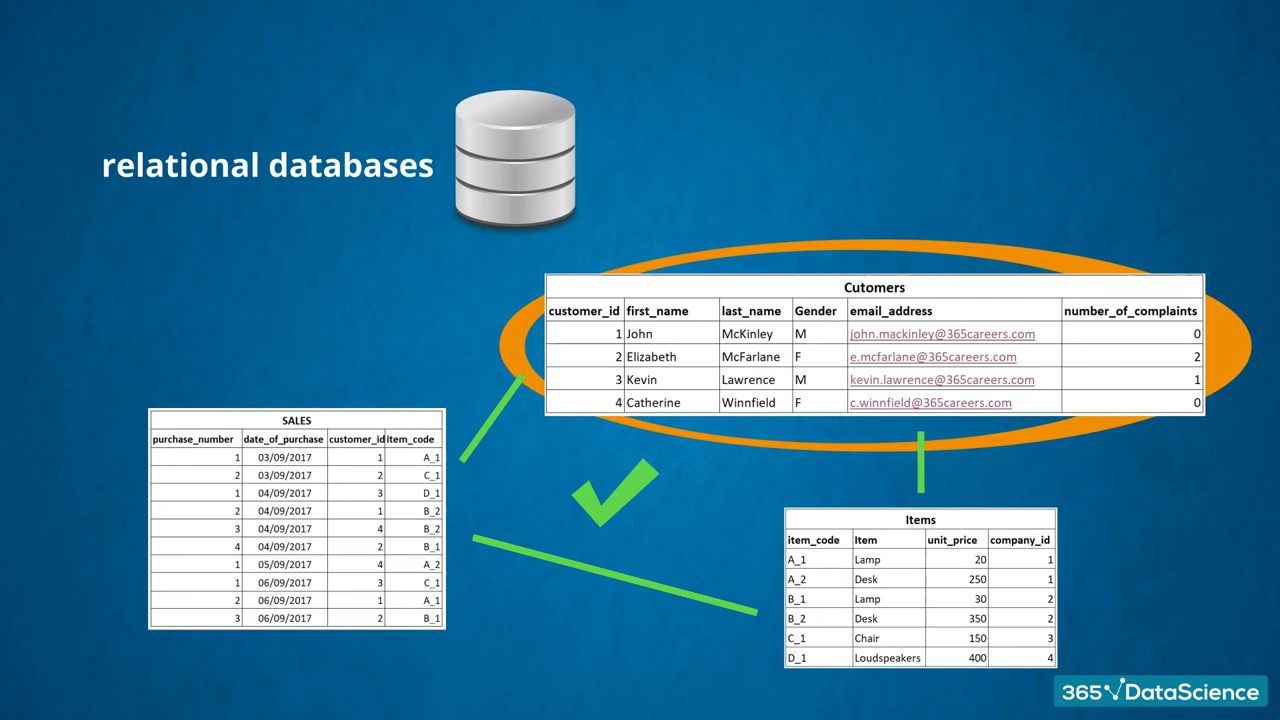 relational databases
Cutomers
customer_id first_name last_name Gender email_address number_of_complaints
1 John McKinley M john.mackinley@365careers.com 0
2 Elizabeth McFarlane F e.mcfarlane@365careers.com 2
3 Kevin Lawrence M kevin.lawrence@365careers.com 1
4 Catherine Winnfield F c.winnfield@365careers.com 0
SALES
purchase_number date_of_purchase customer_id item_code
1 03/09/2017 1 A_1
2 03/09/2017 2 C_1
1 04/09/2017 3 D_1
2 04/09/2017 1 B_2
3 04/09/2017 4 B_2
4 04/09/2017 2 B_1
1 05/09/2017 4 A_2
1 06/09/2017 3 C_1
2 06/09/2017 1 A_1
3 06/09/2017 2 B_1
Items
item_code Item unit_price company_id
A_1 Lamp 20 1
A_2 Desk 250 1
B_1 Lamp 30 2
B_2 Desk 350 2
C_1 Chair 150 3
D_1 Loudspeakers 400 4
365 DataScience